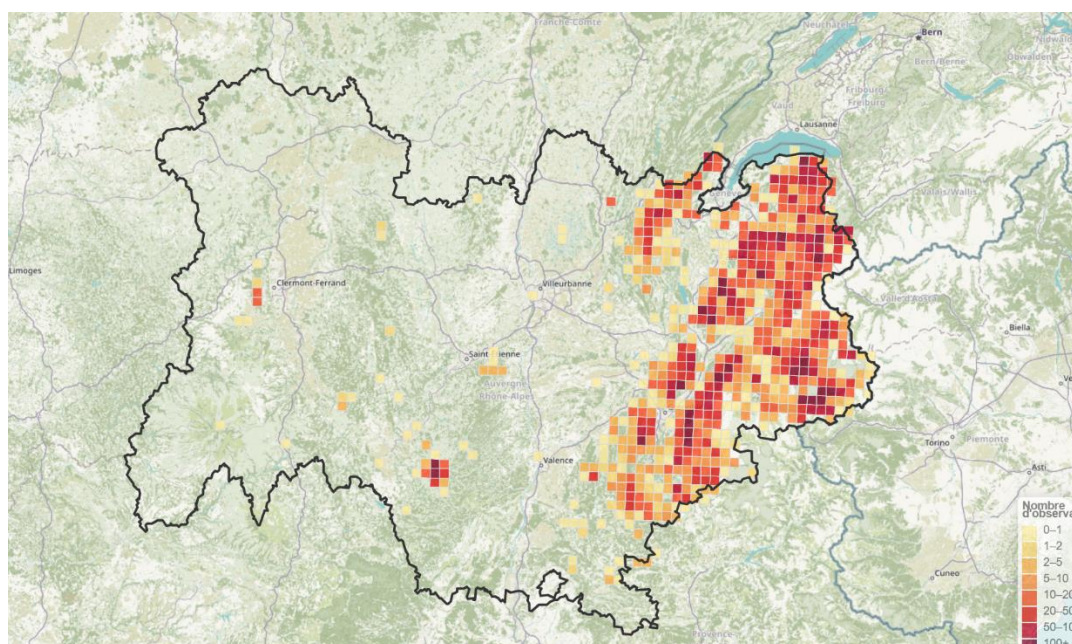 Franche-Comté
Neuchâtel
Bern
Nidwald
Obwalden
Bern/Berne
Fribourg
Freiburg
Vaud
Lausanne
Genève
Valais/Wallis
Limoges
Clermont-Ferrand
Villeurbanne
Valle d'Aosta
Biella
Auvergne
Rhône-Alpes
Torino
Piemonte
Valence
Asti
Cuneo
Provence
Nombre
d'observa
0–1
1–2
2–5
5–10
10–20
20–50
50–10
100+